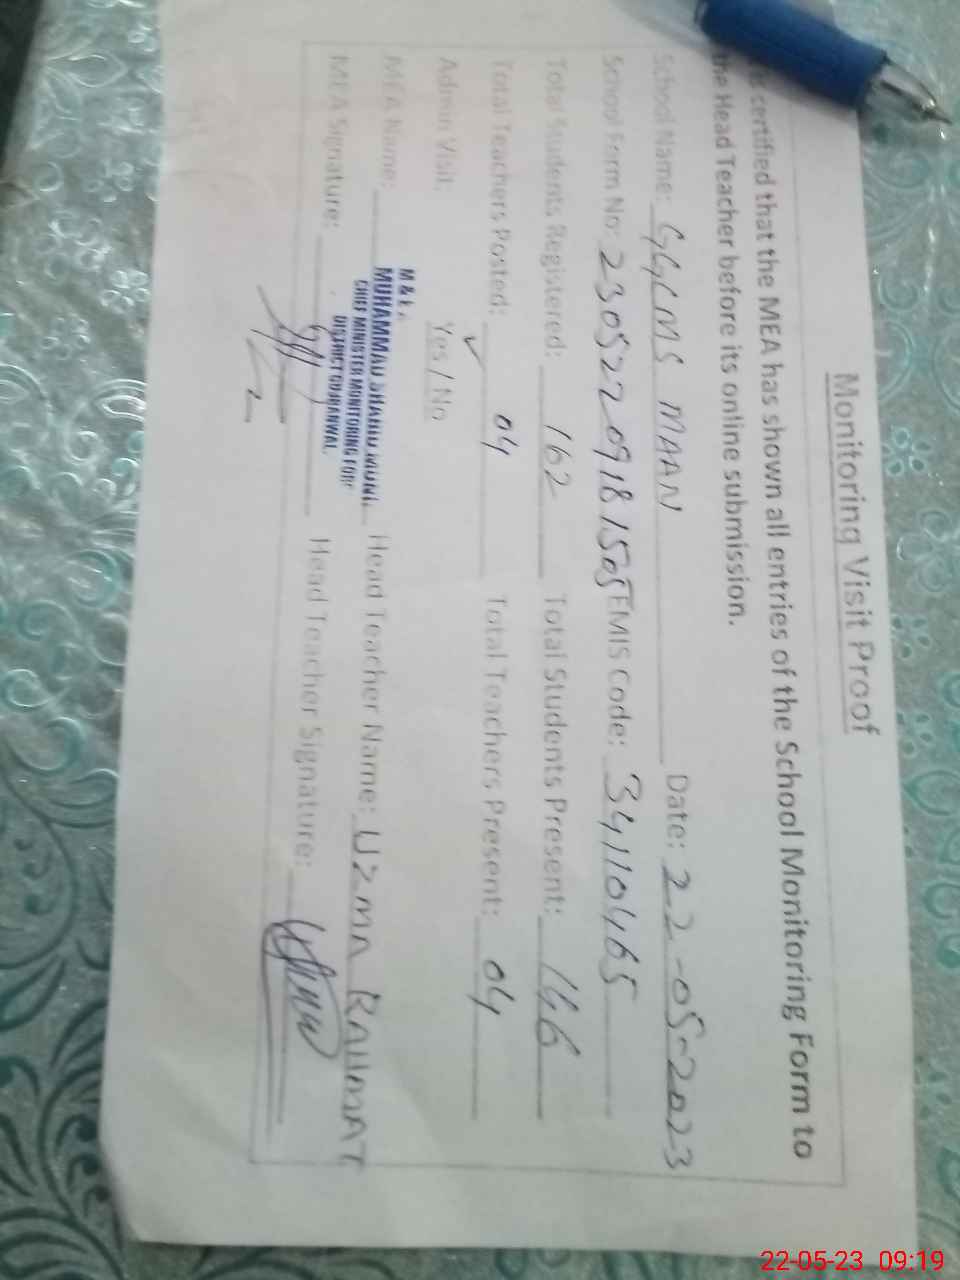 Monitoring Visit Proof
is certified that the MEA has shown all entries of the School Monitoring Form to
the Head Teacher before its online submission.
School Name: GGCMS MAAN Date: 22-05-2023
School Form No: 23052209181505 EMIS Code: 34110465
Total Students Registered: 162 Total Students Present: 146
Total Teachers Posted: 04 Total Teachers Present: 04
Admin Visit: Yes / No
MEA Name: Head Teacher Name: UZMA RAHMAT
M & E
MUHAMMAD
CHIEF MINISTER MONITORING
DISTRICT GUJRANWAL
MEA Signature: Head Teacher Signature:
22-05-23 09:19